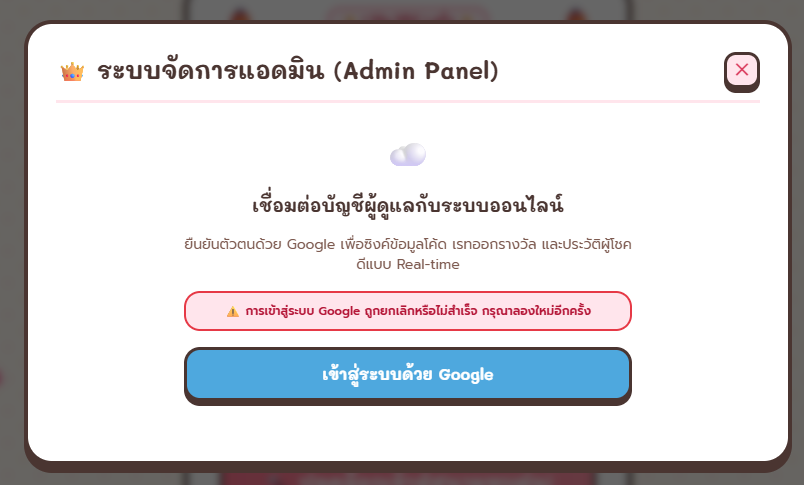 ระบบจัดการแอดมิน (Admin Panel)
เชื่อมต่อบัญชีผู้ดูแลกับระบบออนไลน์
ยืนยันตัวตนด้วย Google เพื่อซิงค์ข้อมูลโค้ด เรทออกรางวัล และประวัติผู้โชค
ดีแบบ Real-time
การเข้าสู่ระบบ Google ถูกยกเลิกหรือไม่สำเร็จ กรุณาลองใหม่อีกครั้ง
เข้าสู่ระบบด้วย Google